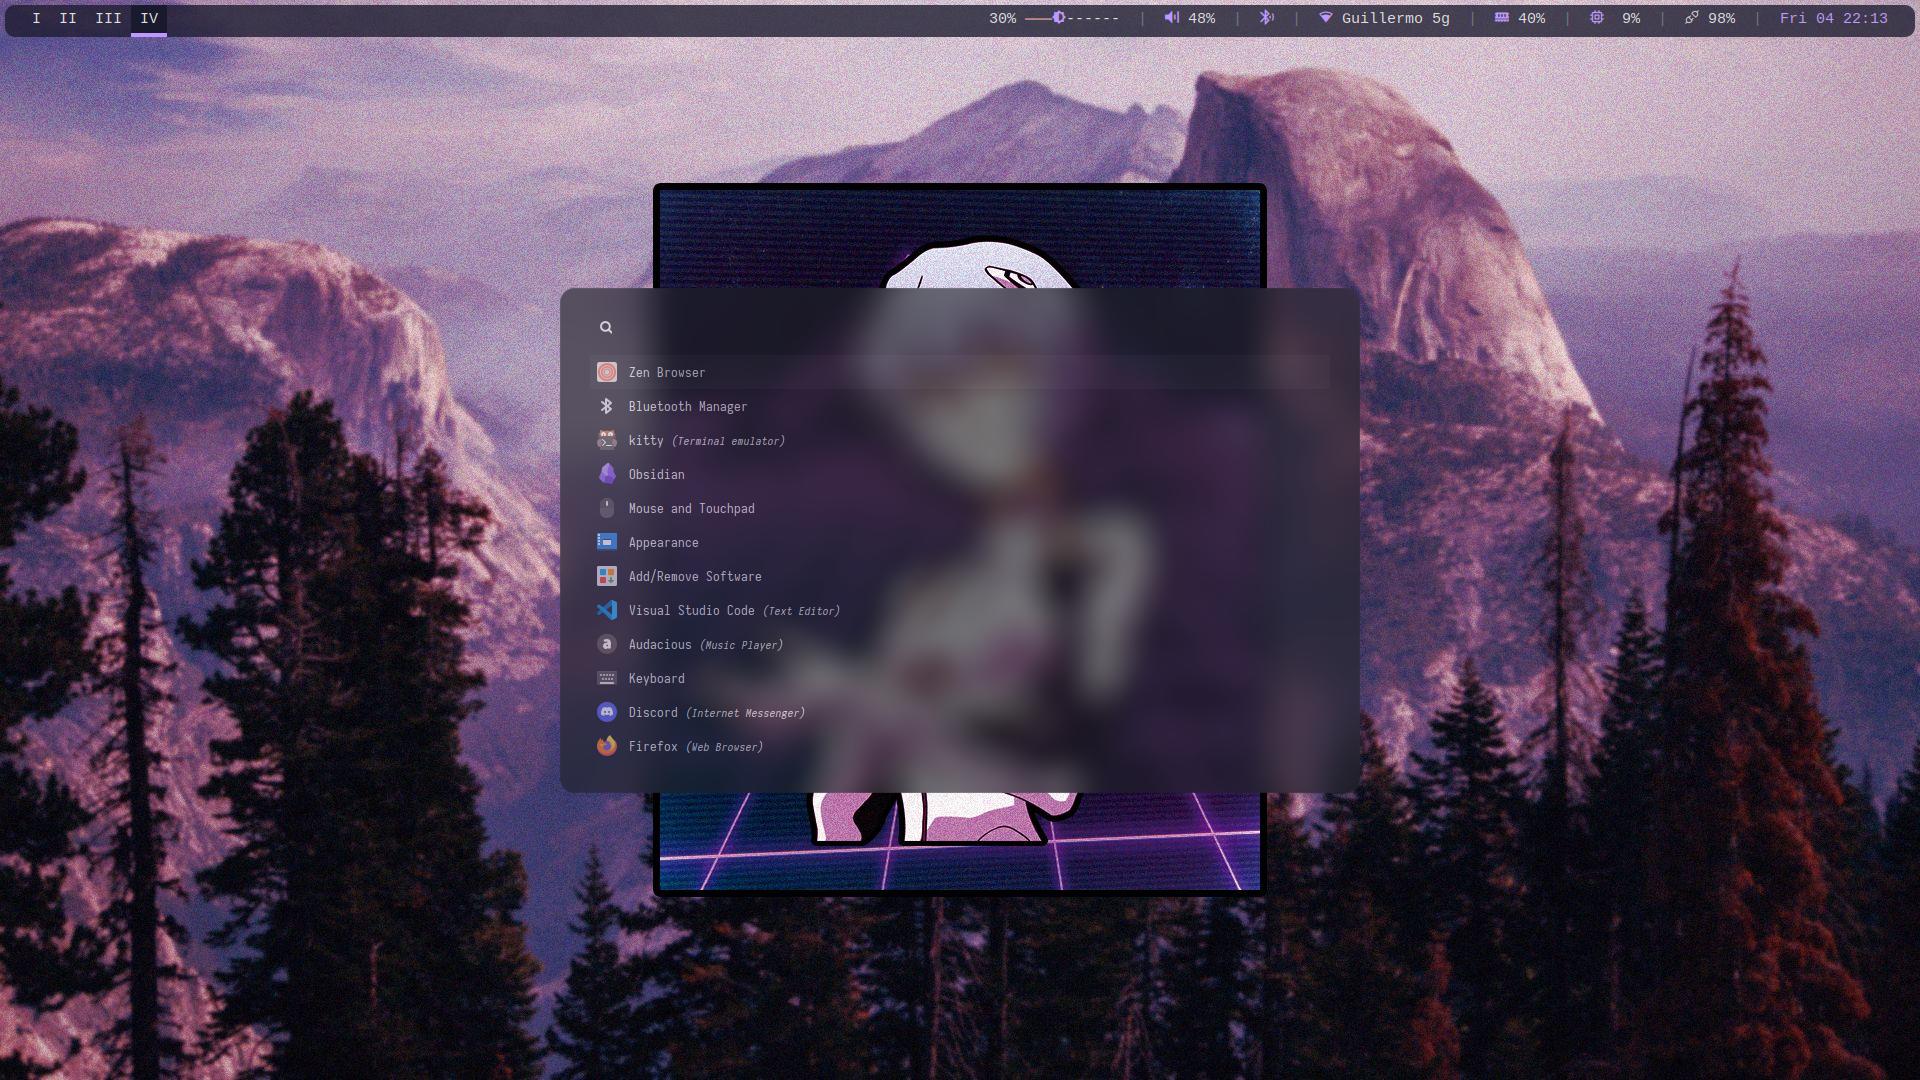 I II III IV 30% ------ | 48% | | Guillermo 5g | 40% | 9% | 98% | Fri 04 22:13
Zen Browser
Bluetooth Manager
kitty (Terminal emulator)
Obsidian
Mouse and Touchpad
Appearance
Add/Remove Software
Visual Studio Code (Text Editor)
Audacious (Music Player)
Keyboard
Discord (Internet Messenger)
Firefox (Web Browser)